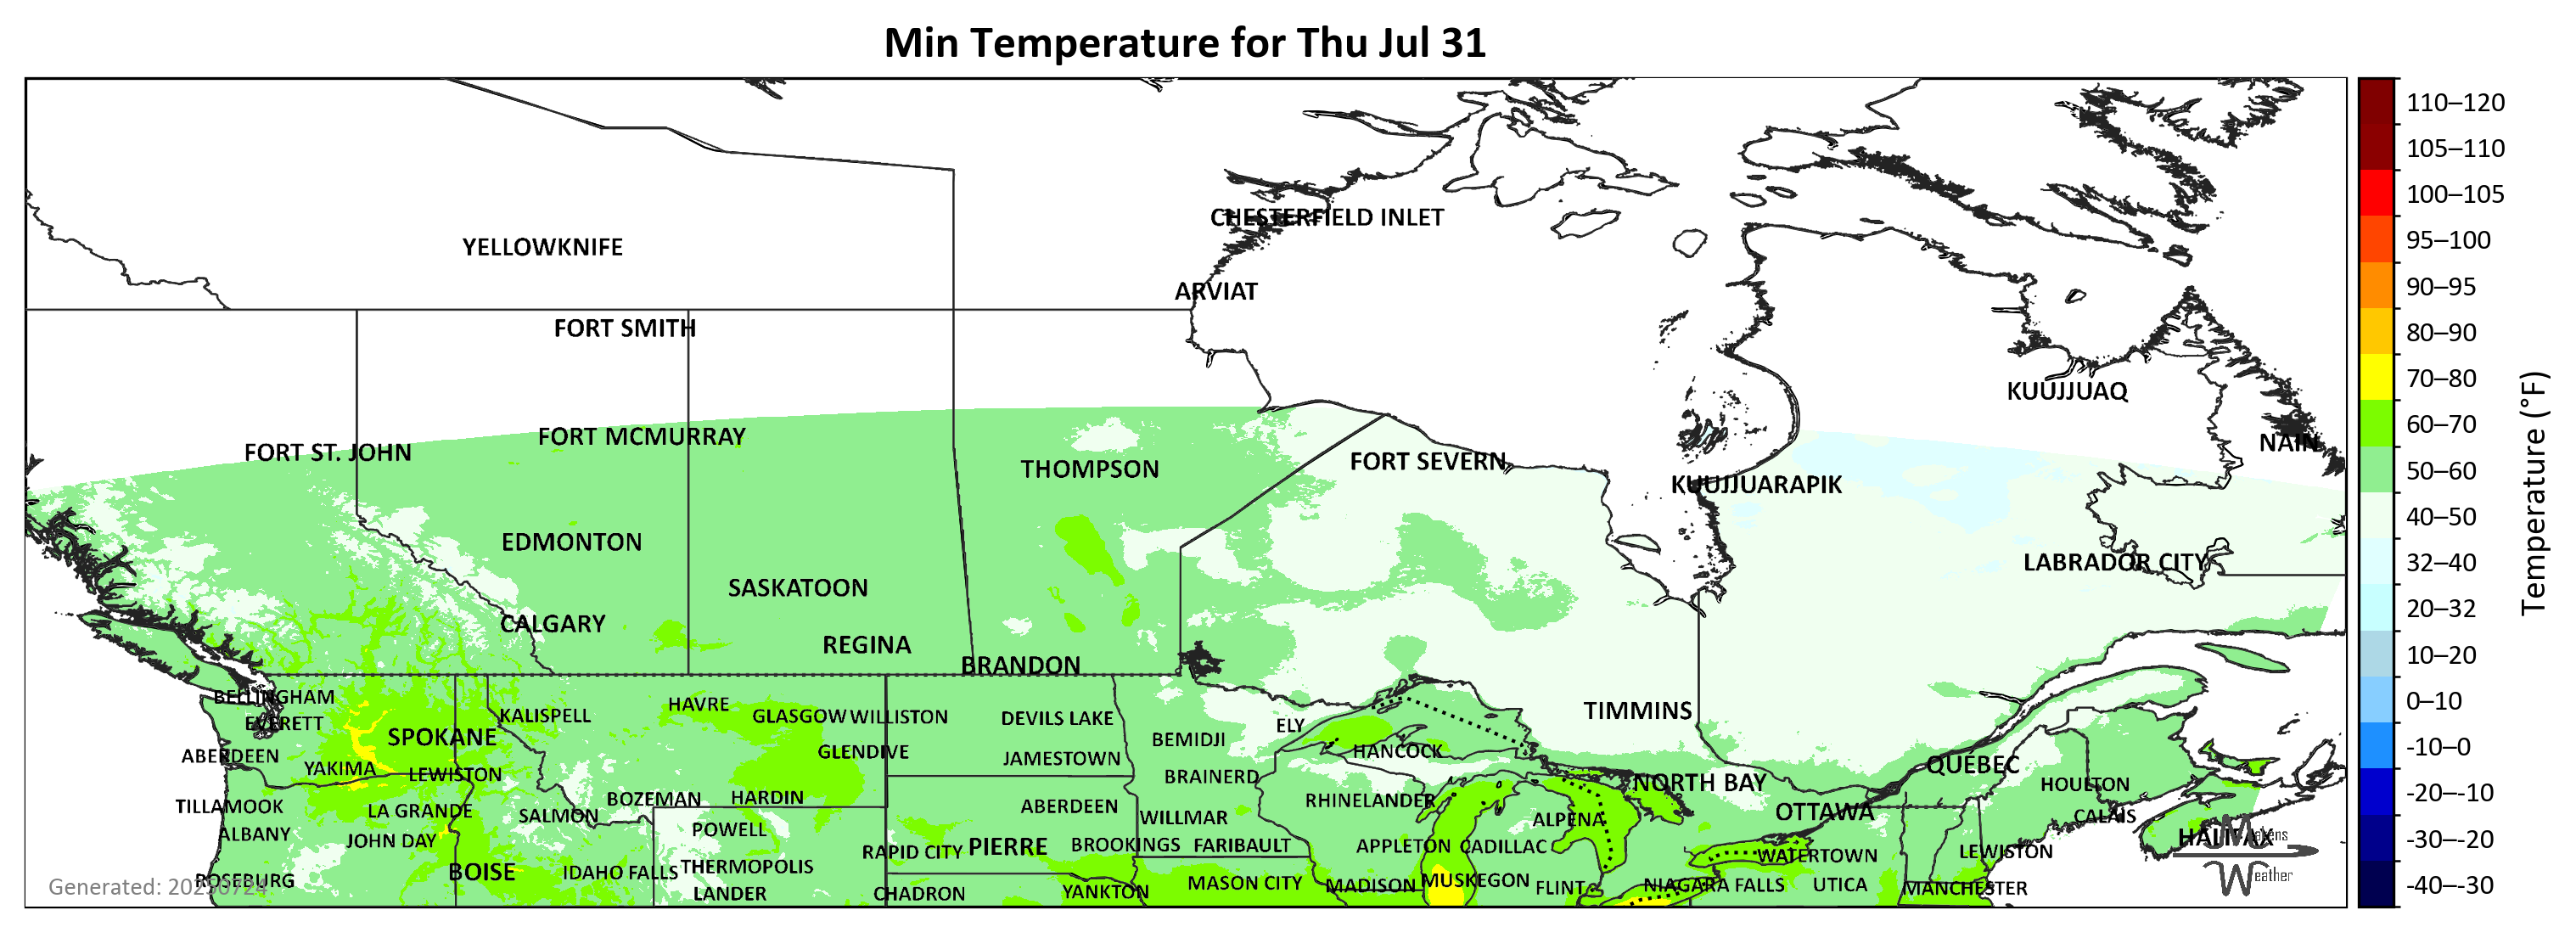 Min Temperature for Thu Jul 31
110–120
105–110
CHESTERFIELD INLET
100–105
YELLOWKNIFE
95–100
ARVIAT
90–95
FORT SMITH
80–90
KUUJJUAQ
70–80
FORT MCMURRAY
60–70
FORT ST. JOHN
NAIN
THOMPSON
FORT SEVERN
50–60
KUUJJUARAPIK
40–50
EDMONTON
LABRADOR CITY
32–40
SASKATOON
20–32
CALGARY
REGINA
BRANDON
10–20
Temperature (°F)
BELLINGHAM
HAVRE
0–10
KALISPELL
GLASGOW
WILLISTON
DEVILS LAKE
TIMMINS
EVERETT
ELY
SPOKANE
BEMIDJI
-10–0
ABERDEEN
GLENDIVE
JAMESTOWN
HANCOCK
QUÉBEC
YAKIMA
LEWISTON
BRAINERD
NORTH BAY
HOULTON
-20–-10
BOZEMAN
HARDIN
RHINELANDER
TILLAMOOK
LA GRANDE
SALMON
ABERDEEN
WILLMAR
ALPENA
OTTAWA
CALAIS
ALBANY
JOHN DAY
POWELL
HALIFAX
Makens
Weather
-30–-20
RAPID CITY
PIERRE
BROOKINGS
FARIBAULT
APPLETON
CADILLAC
WATERTOWN
LEWISTON
BOISE
IDAHO FALLS
THERMOPOLIS
ROSEBURG
Generated: 20250724
LANDER
CHADRON
YANKTON
MASON CITY
MADISON
MUSKEGON
FLINT
NIAGARA FALLS
UTICA
MANCHESTER
-40–-30